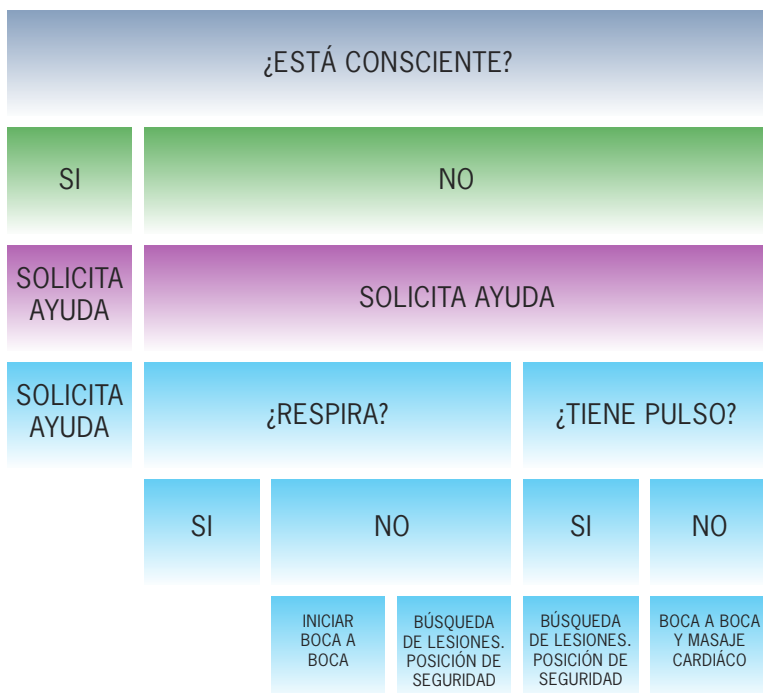 ¿ESTÁ CONSCIENTE?
SI
NO
SOLICITA
AYUDA
SOLICITA AYUDA
SOLICITA
AYUDA
¿RESPIRA?
¿TIENE PULSO?
SI
NO
SI
NO
INICIAR
BOCA A
BOCA
BÚSQUEDA
DE LESIONES.
POSICIÓN DE
SEGURIDAD
BÚSQUEDA
DE LESIONES.
POSICIÓN DE
SEGURIDAD
BOCA A BOCA
Y MASAJE
CARDIÁCO